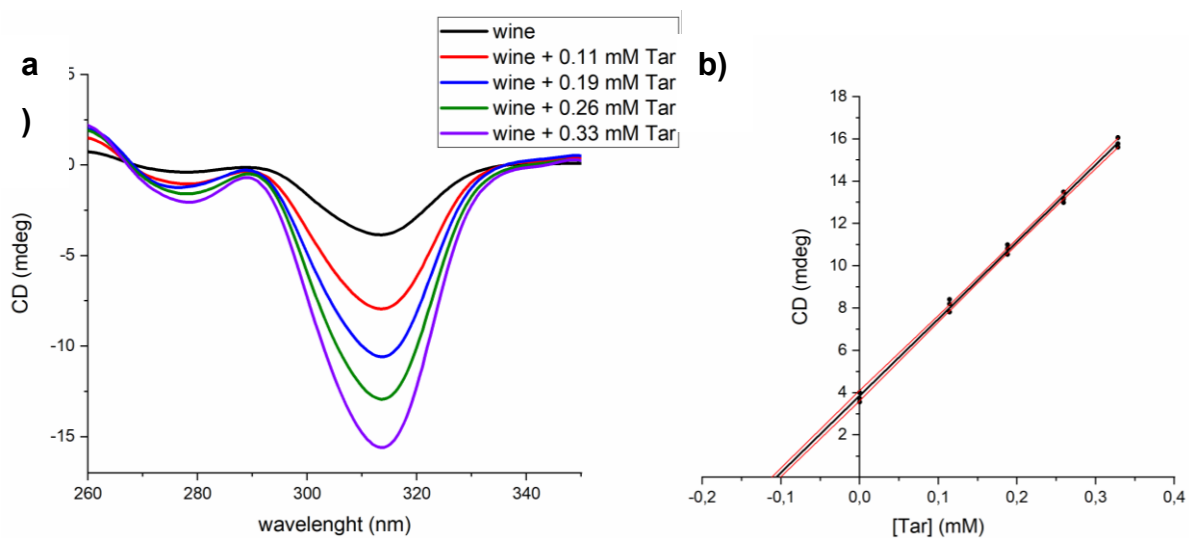 a
)
wine
wine + 0.11 mM Tar
wine + 0.19 mM Tar
wine + 0.26 mM Tar
wine + 0.33 mM Tar
5
0
-5
-10
-15
CD (mdeg)
260
280
300
320
340
wavelenght (nm)
b)
18
16
14
12
10
8
6
4
2
CD (mdeg)
-0,2
-0,1
0,0
0,1
0,2
0,3
0,4
[Tar] (mM)